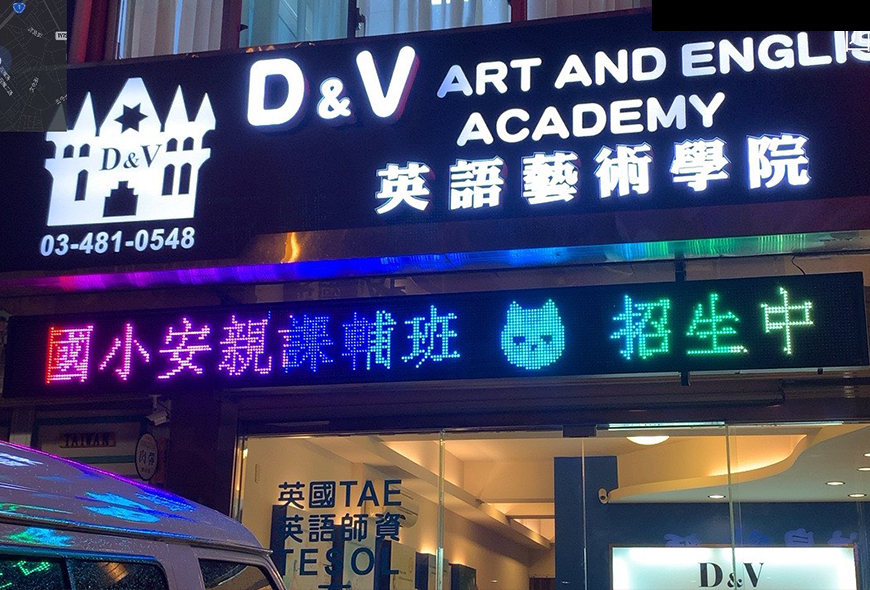 D&V ART AND ENGLIS
ACADEMY
英語藝術學院
D&V
03-481-0548
國小安親課輔班 招生中
TAIWAN
英國TAE
英語師資
TESOL
D&V